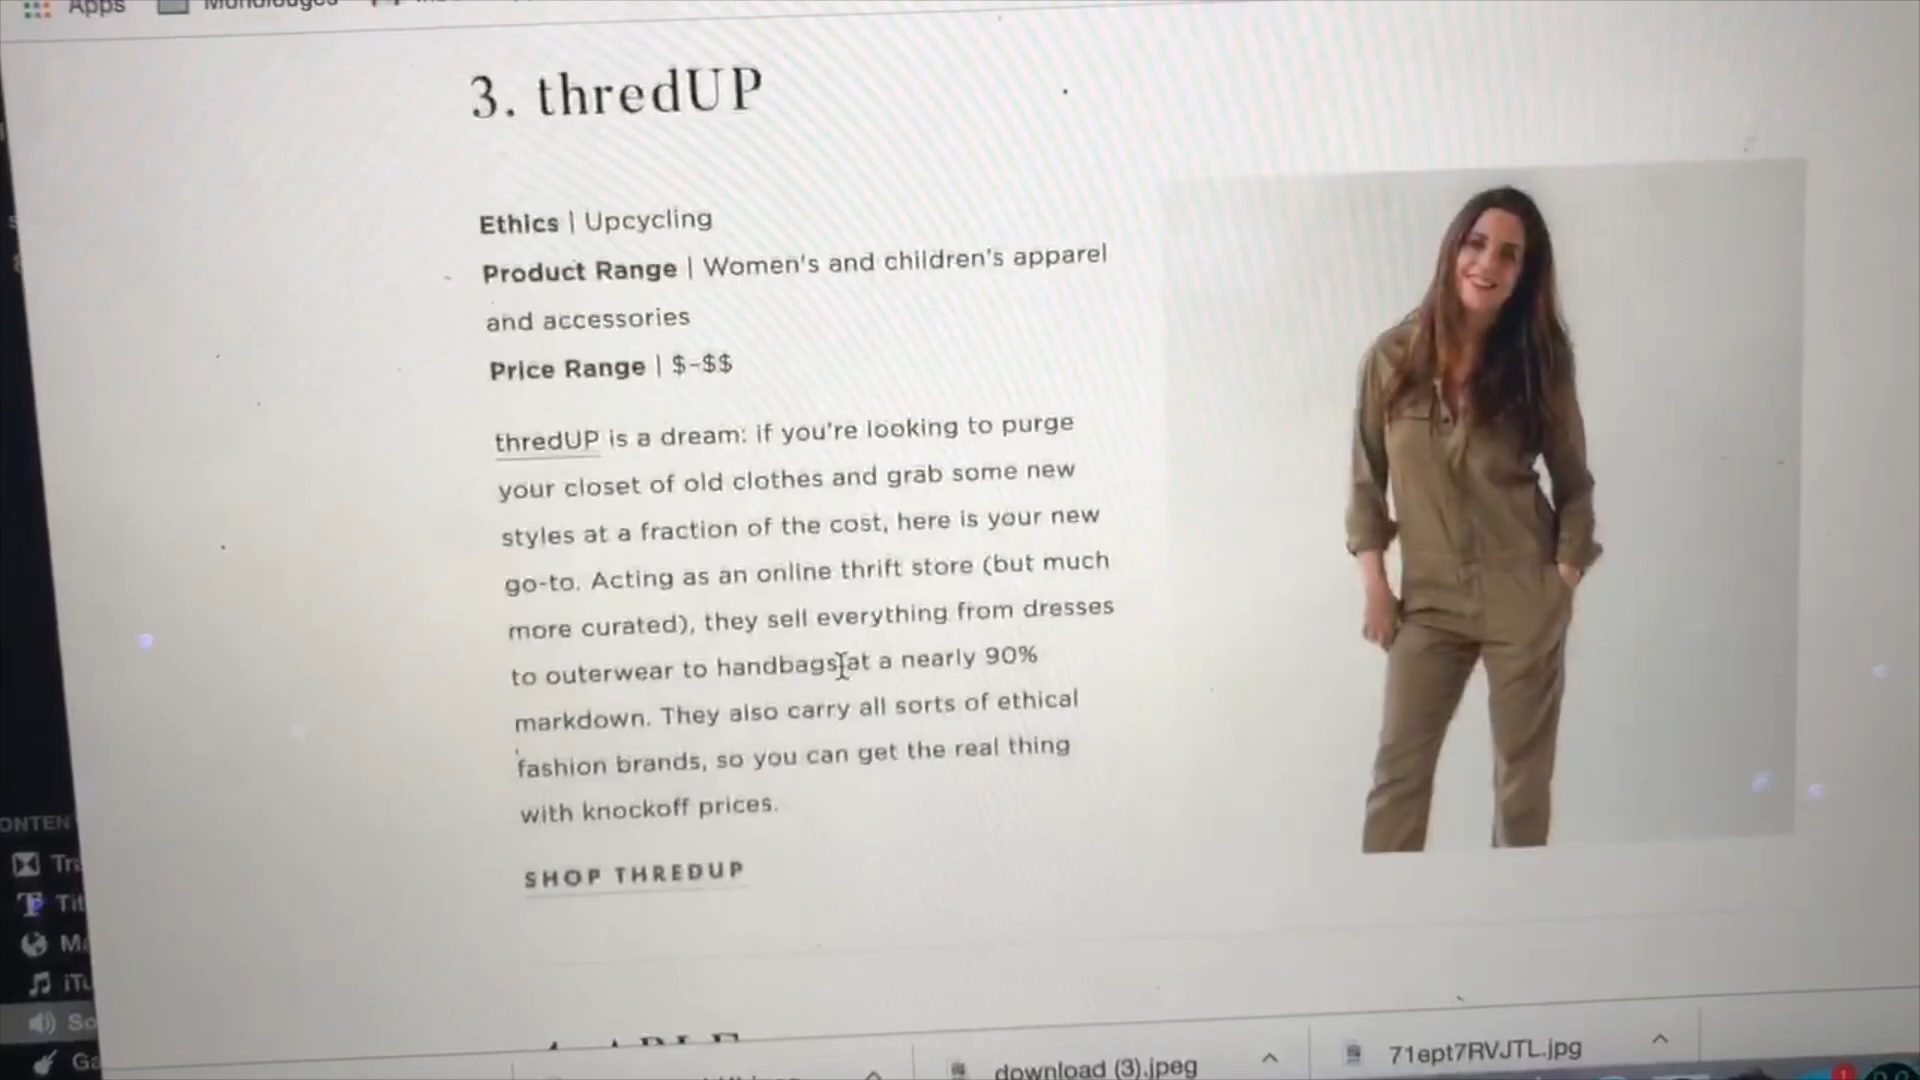 Apps
3. thredUP
Ethics | Upcycling
Product Range | Women's and children's apparel
and accessories
Price Range | $-$$
thredUP is a dream: if you're looking to purge
your closet of old clothes and grab some new
styles at a fraction of the cost, here is your new
go-to. Acting as an online thrift store (but much
more curated), they sell everything from dresses
to outerwear to handbags at a nearly 90%
markdown. They also carry all sorts of ethical
fashion brands, so you can get the real thing
with knockoff prices.
SHOP THREDUP
download (3).jpeg
71ept7RVJTL.jpg